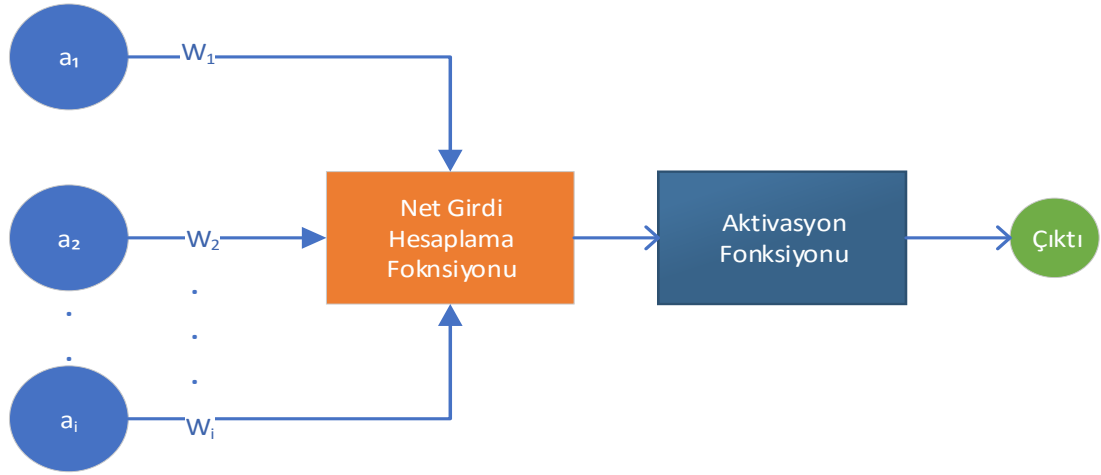 a₁
W₁
a₂
W₂
aᵢ
Wᵢ
Net Girdi
Hesaplama
Foknsiyonu
Aktivasyon
Fonksiyonu
Çıktı